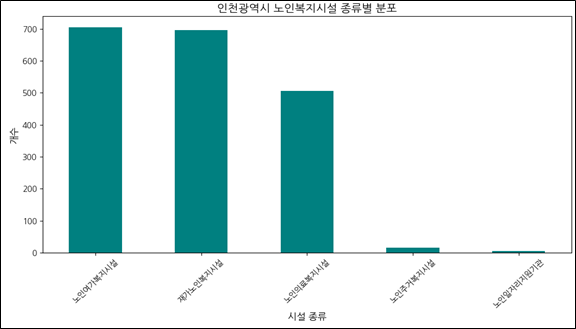 인천광역시 노인복지시설 종류별 분포
개수
700
600
500
400
300
200
100
0
노인여가복지시설
재가노인복지시설
노인의료복지시설
노인주거복지시설
노인일자리지원기관
시설 종류